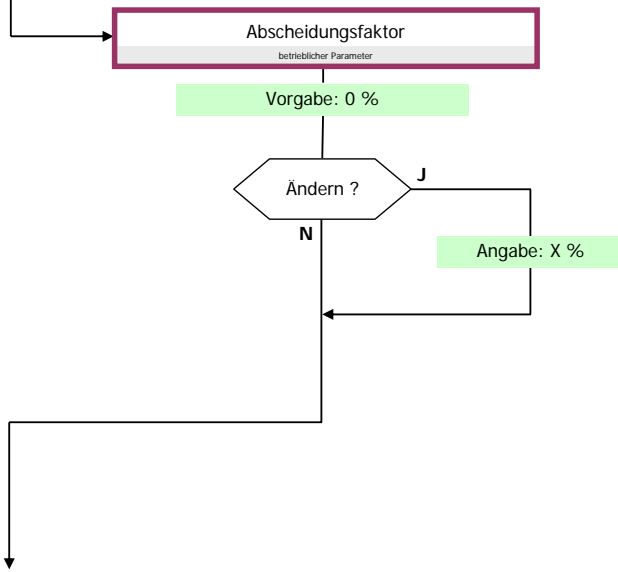 Abscheidungsfaktor
betrieblicher Parameter
Vorgabe: 0 %
Ändern ?
J
N
Angabe: X %